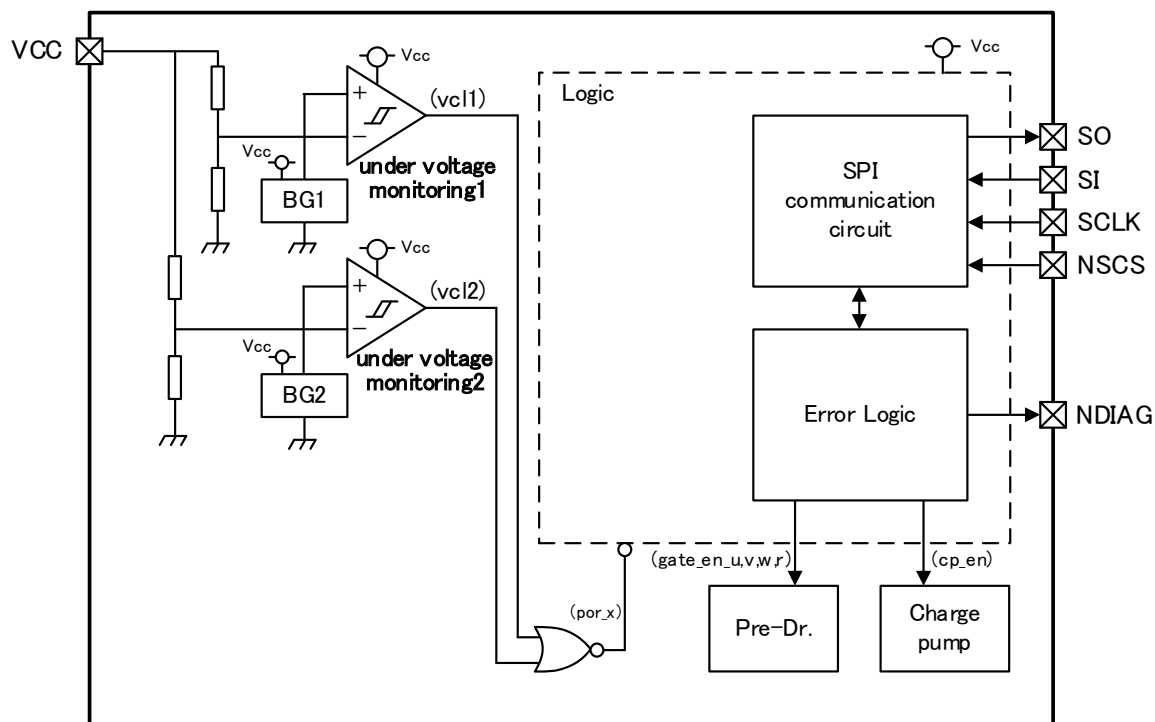 VCC
Vcc
(vcl1)
+
−
Vcc
BG1
under voltage
monitoring1
Vcc
(vcl2)
+
−
Vcc
BG2
under voltage
monitoring2
Vcc
Logic
SPI
communication
circuit
SO
SI
SCLK
NSCS
Error Logic
NDIAG
(gate_en_u,v,w,r)
(cp_en)
(por_x)
Pre-Dr.
Charge
pump